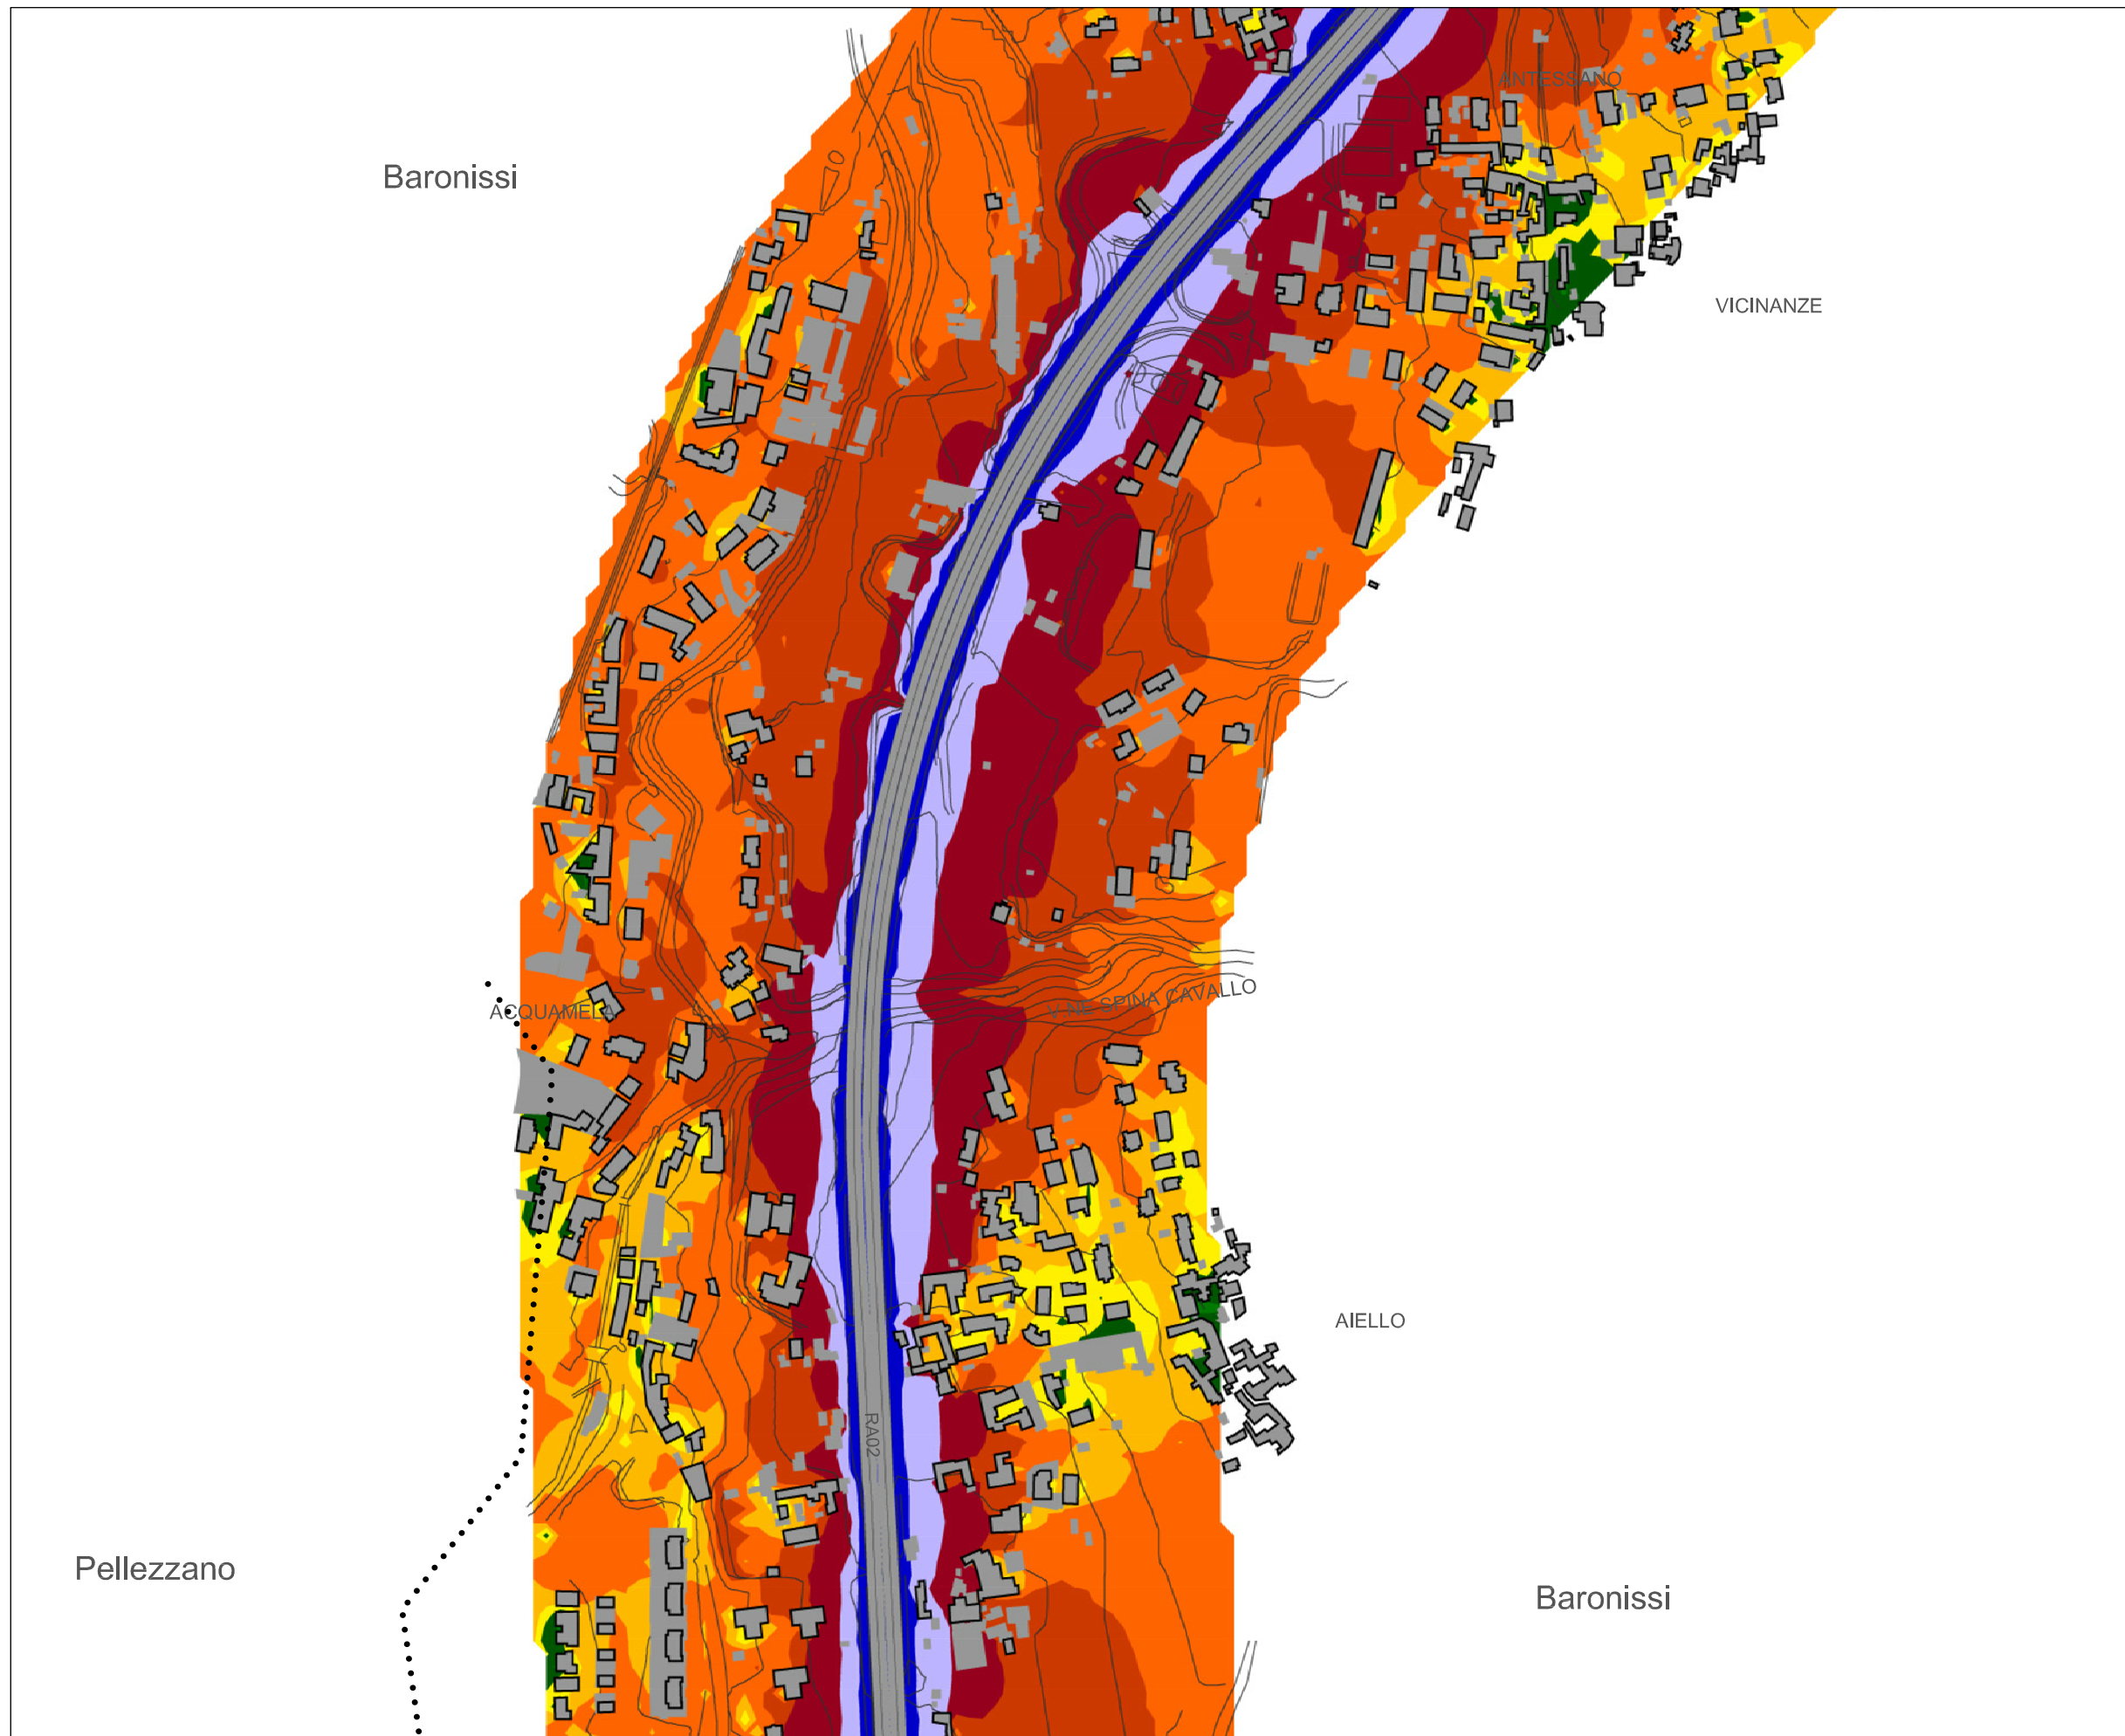 ANTESSANO
Baronissi
VICINANZE
V.NE SPINA CAVALLO
ACQUAMELA
AIELLO
RA02
Pellezzano
Baronissi